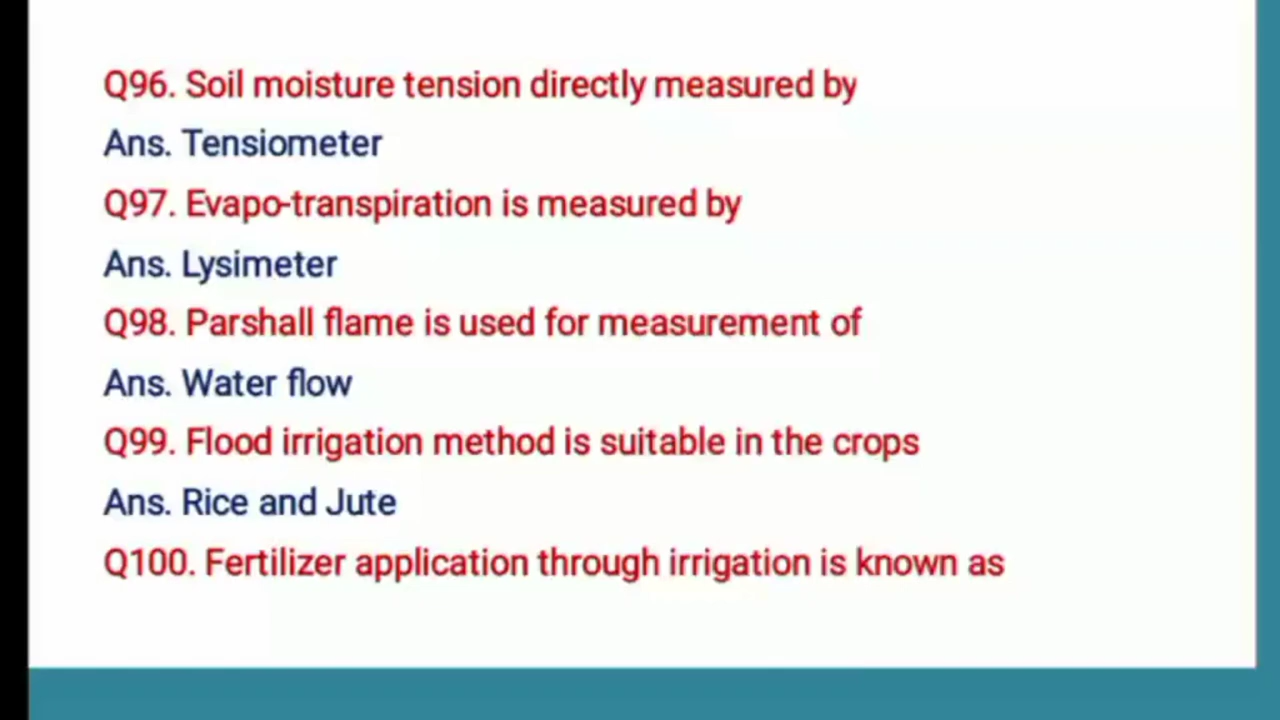 Q96. Soil moisture tension directly measured by
Ans. Tensiometer
Q97. Evapo-transpiration is measured by
Ans. Lysimeter
Q98. Parshall flame is used for measurement of
Ans. Water flow
Q99. Flood irrigation method is suitable in the crops
Ans. Rice and Jute
Q100. Fertilizer application through irrigation is known as